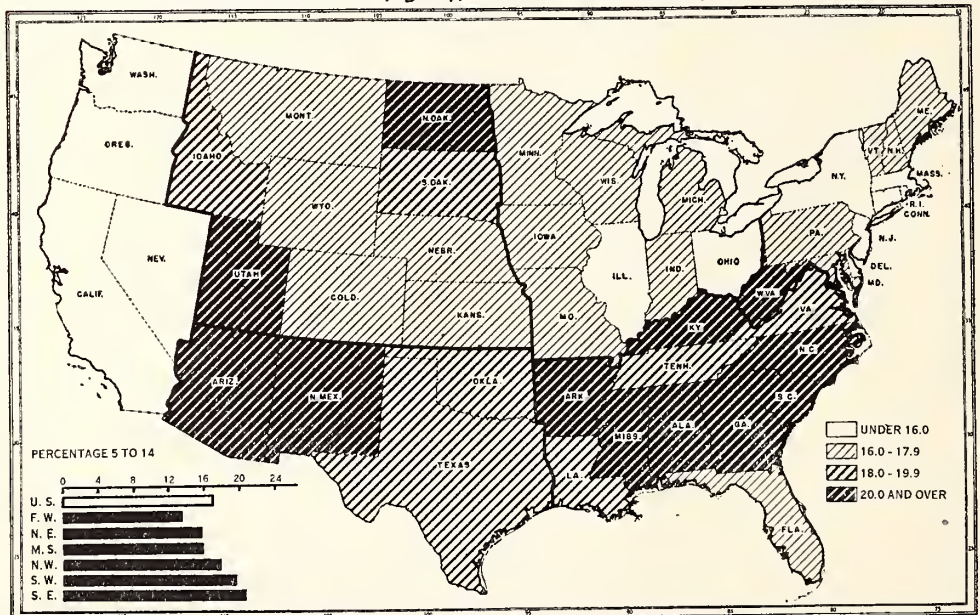 WASH.
MONT.
N.DAK.
MINN.
ME.
OREG.
IDAHO
S.DAK.
WIS.
MICH.
VT.
N.H.
N.Y.
MASS.
R.I.
CONN.
WYO.
NEBR.
IOWA
PA.
N.J.
NEV.
UTAH
COLO.
KANS.
MO.
ILL.
IND.
OHIO
W.VA.
VA.
DEL.
MD.
CALIF.
KY.
N.C.
TENN.
ARIZ.
N.MEX.
OKLA.
ARK.
S.C.
MISS.
ALA.
GA.
TEXAS
LA.
FLA.
UNDER 16.0
16.0 - 17.9
18.0 - 19.9
20.0 AND OVER
PERCENTAGE 5 TO 14
0 4 8 12 16 20 24
U. S.
F. W.
N. E.
M. S.
N. W.
S. W.
S. E.